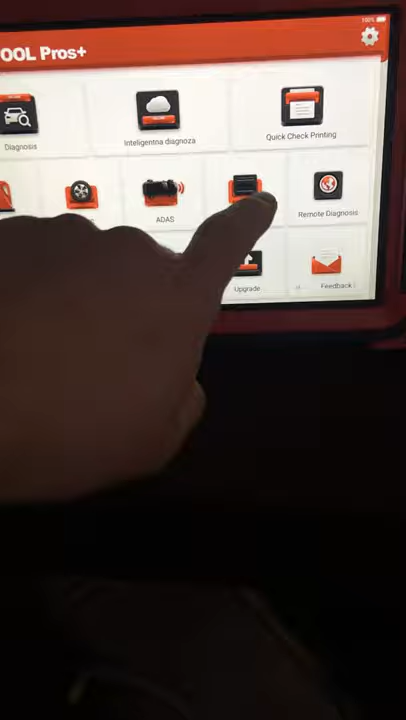 OOL Pros+
100%
Diagnosis
Inteligentna diagnoza
Quick Check Printing
ADAS
Remote Diagnosis
Upgrade
Feedback